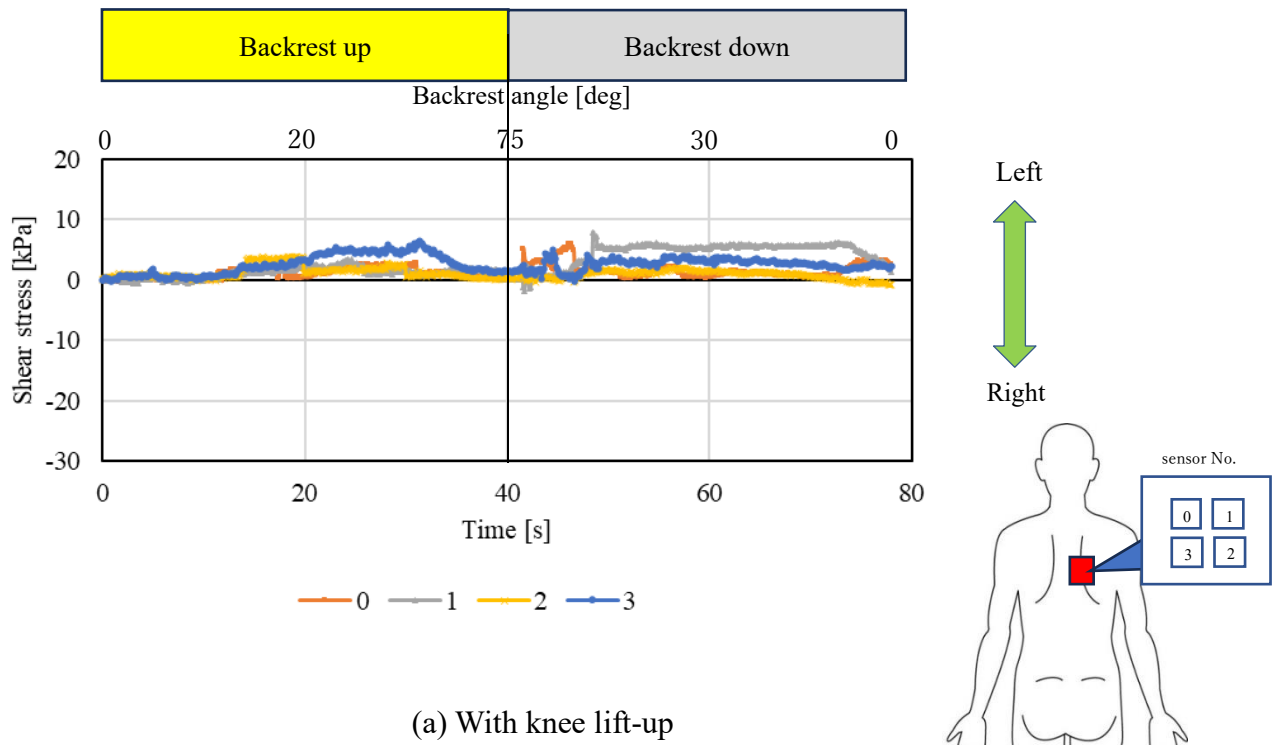 Backrest up Backrest down
Backrest angle [deg]
0 20 75 30 0
20
10
0
-10
-20
-30
Shear stress [kPa]
0 20 40 60 80
Time [s]
0 1 2 3
Left
Right
sensor No.
0 1
3 2
(a) With knee lift-up